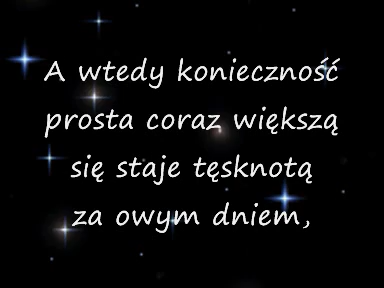 A wtedy konieczność
prosta coraz większą
się staje tęsknotą
za owym dniem,